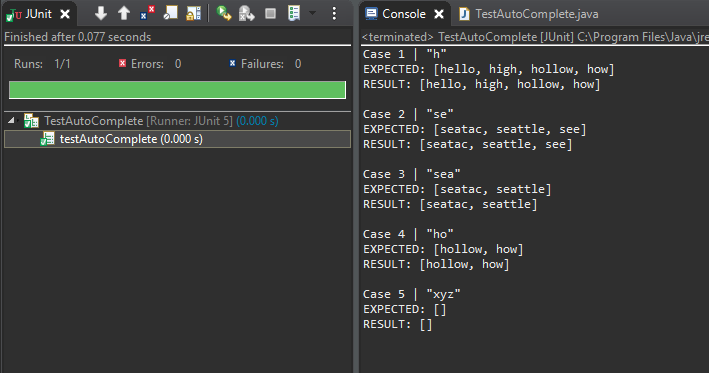 JUnit
Finished after 0.077 seconds
Runs: 1/1
Errors: 0
Failures: 0
TestAutoComplete [Runner: JUnit 5] (0.000 s)
testAutoComplete (0.000 s)
Console
TestAutoComplete.java
<terminated> TestAutoComplete [JUnit] C:\Program Files\Java\jre
Case 1 | "h"
EXPECTED: [hello, high, hollow, how]
RESULT: [hello, high, hollow, how]
Case 2 | "se"
EXPECTED: [seatac, seattle, see]
RESULT: [seatac, seattle, see]
Case 3 | "sea"
EXPECTED: [seatac, seattle]
RESULT: [seatac, seattle]
Case 4 | "ho"
EXPECTED: [hollow, how]
RESULT: [hollow, how]
Case 5 | "xyz"
EXPECTED: []
RESULT: []